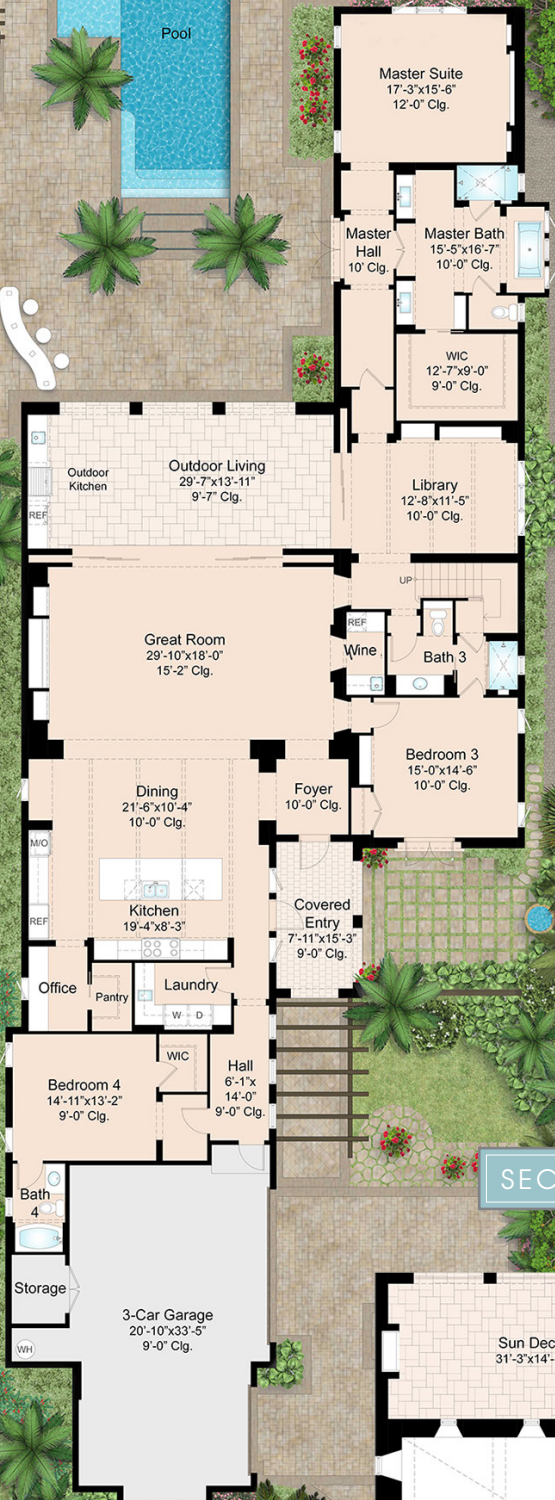 Pool
Master Suite
17'-3"x15'-6"
12'-0" Clg.
Master
Hall
10' Clg.
Master Bath
15'-5"x16'-7"
10'-0" Clg.
WIC
12'-7"x9'-0"
9'-0" Clg.
Outdoor
Kitchen
REF
Outdoor Living
29'-7"x13'-11"
9'-7" Clg.
Library
12'-8"x11'-5"
10'-0" Clg.
UP
Great Room
29'-10"x18'-0"
15'-2" Clg.
REF
Wine
Bath 3
Bedroom 3
15'-0"x14'-6"
10'-0" Clg.
Dining
21'-6"x10'-4"
10'-0" Clg.
Foyer
10'-0" Clg.
M/O
REF
Kitchen
19'-4"x8'-3"
Covered
Entry
7'-11"x15'-3"
9'-0" Clg.
Office
Pantry
Laundry
W D
WIC
Hall
6'-1"x
14'-0"
9'-0" Clg.
Bedroom 4
14'-11"x13'-2"
9'-0" Clg.
Bath
4
SEC
Storage
3-Car Garage
20'-10"x33'-5"
9'-0" Clg.
WH
Sun Dec
31'-3"x14'-